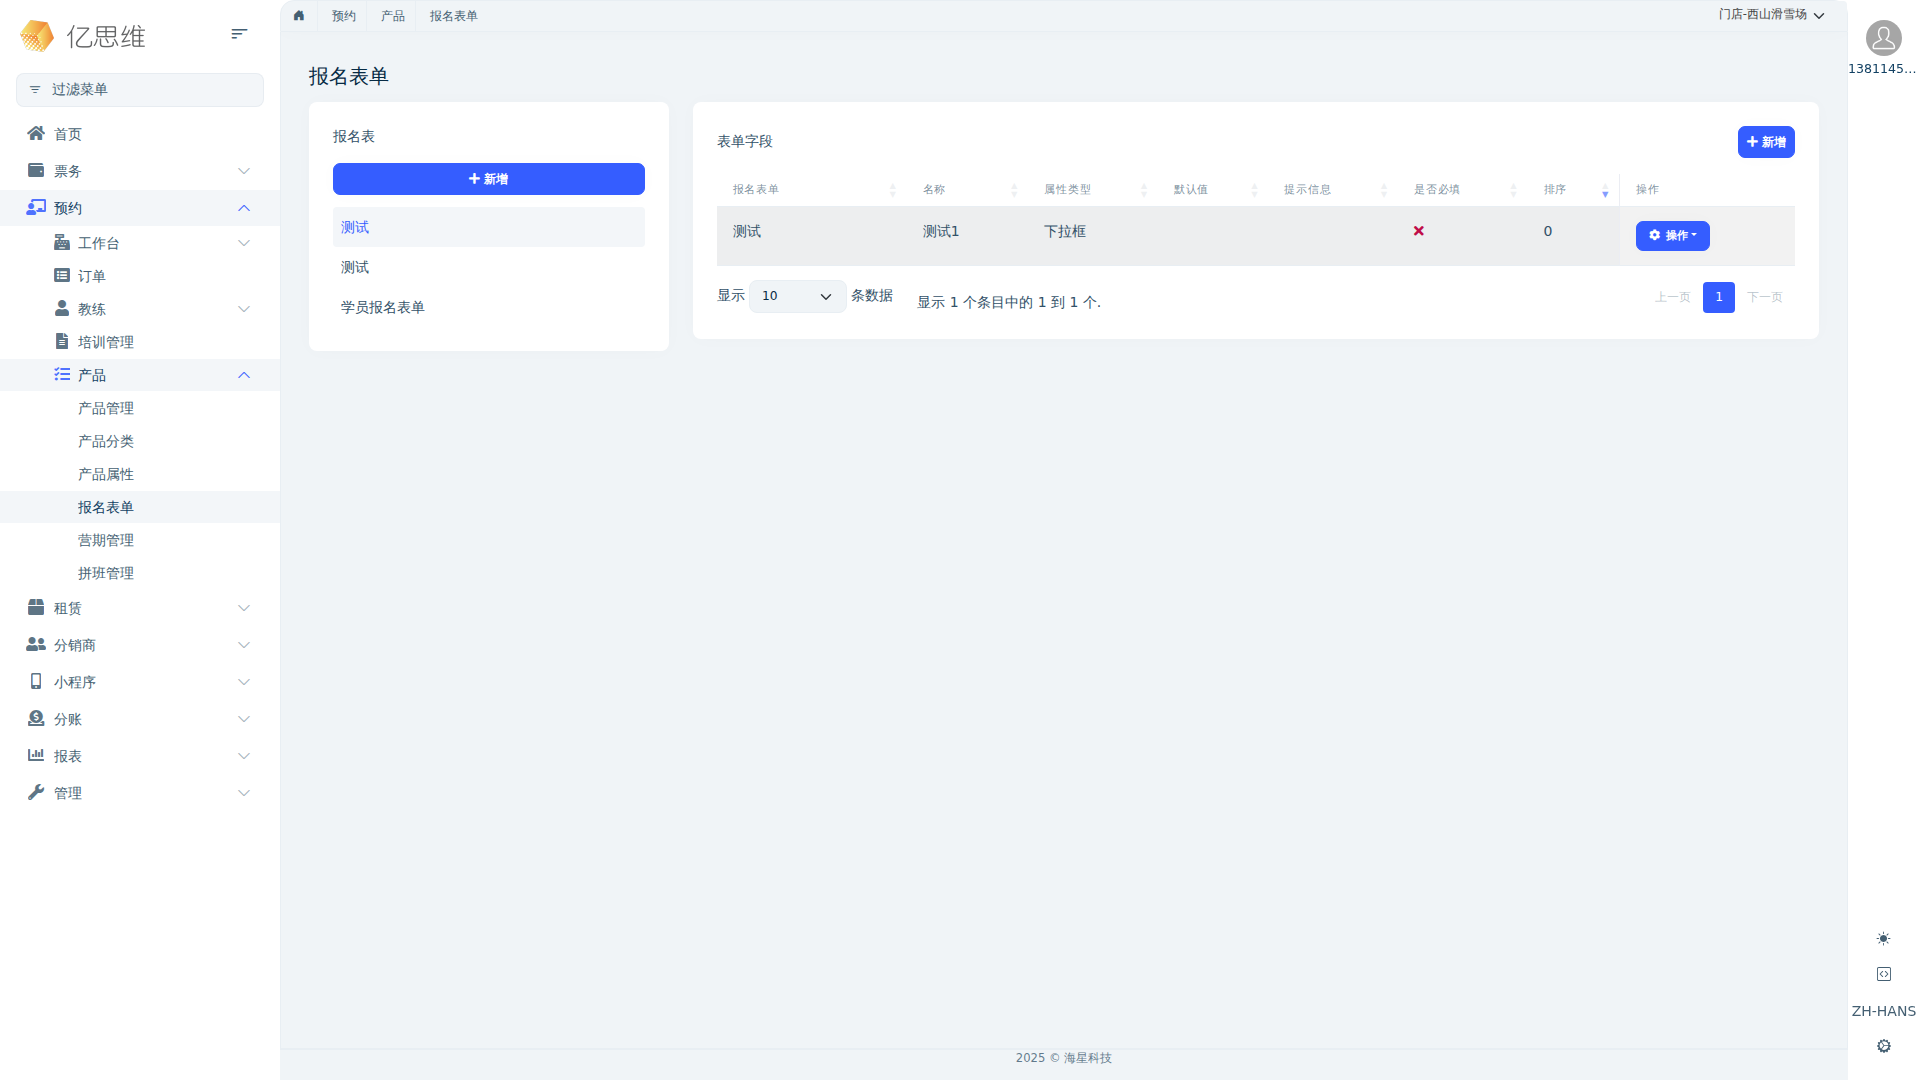 亿思维
过滤菜单
首页
票务
预约
工作台
订单
教练
培训管理
产品
产品管理
产品分类
产品属性
报名表单
营期管理
拼班管理
租赁
分销商
小程序
分账
报表
管理
预约 产品 报名表单
门店-西山滑雪场
1381145...
报名表单
报名表
新增
测试
测试
学员报名表单
表单字段
新增
报名表单 名称 属性类型 默认值 提示信息 是否必填 排序 操作
测试 测试1 下拉框 0 操作
显示 10 条数据 显示 1 个条目中的 1 到 1 个.
上一页 1 下一页
ZH-HANS
2025 © 海星科技